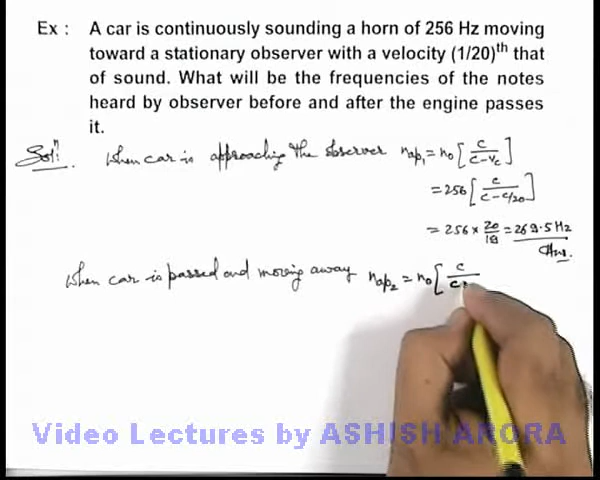 Ex : A car is continuously sounding a horn of 256 Hz moving
toward a stationary observer with a velocity (1/20)th that
of sound. What will be the frequencies of the notes
heard by observer before and after the engine passes
it.
Sol: When car is approaching the observer nap1 = n0 [c/(c-vc)]
= 256 [c/(c-c/20)]
= 256 × 20/19 = 269.5 Hz
Ans.
When car is passed and moving away nap2 = n0 [c/c+
Video Lectures by ASHISH ARORA